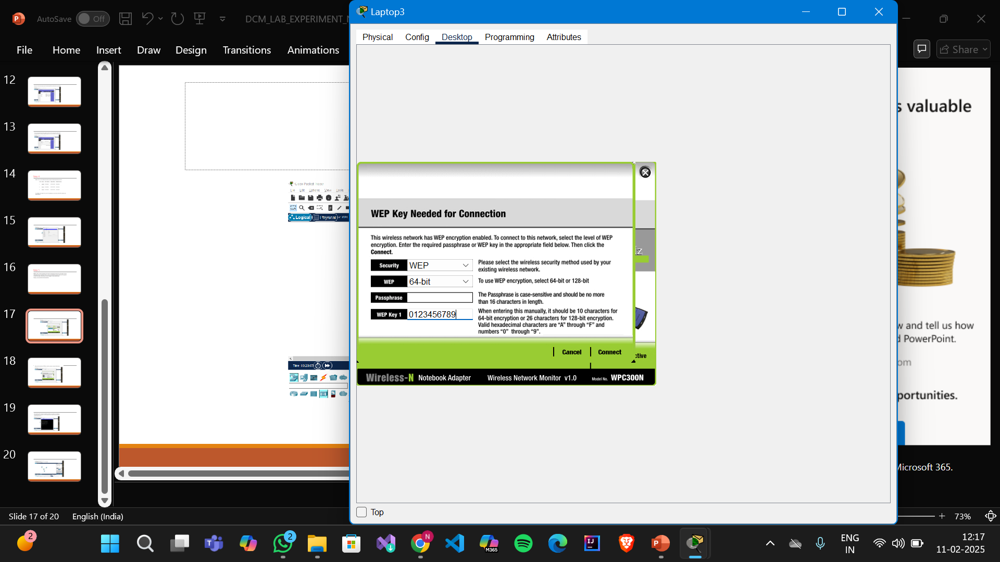 AutoSave
Off
DCM_LAB_EXPERIMENT_
File
Home
Insert
Draw
Design
Transitions
Animations
Share
12
13
14
15
16
17
18
19
20
Logical
Physical
Slide 17 of 20
English (India)
Laptop3
Physical
Config
Desktop
Programming
Attributes
WEP Key Needed for Connection
This wireless network has WEP encryption enabled. To connect to this network, select the level of WEP
encryption. Enter the required passphrase or WEP key in the appropriate field below. Then click the
Connect.
Security
WEP
Please select the wireless security method used by your
existing wireless network.
WEP
64-bit
To use WEP encryption, select 64-bit or 128-bit
Passphrase
The Passphrase is case-sensitive and should be no more
than 16 characters in length.
WEP Key 1
0123456789
When entering this manually, it should be 10 characters for
64-bit encryption or 26 characters for 128-bit encryption.
Valid hexadecimal characters are “A” through “F” and
numbers “0” through “9”.
Cancel
Connect
ctive
Wireless-N Notebook Adapter
Wireless Network Monitor v1.0
Model No. WPC300N
Top
s valuable
w and tell us how
d PowerPoint.
om
portunities.
Microsoft 365.
73%
2
2
N
M365
ENG
IN
12:17
11-02-2025